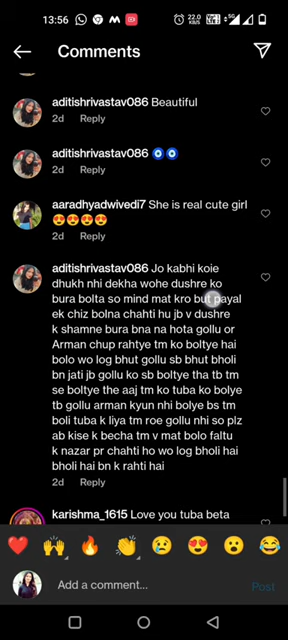 13:56
22.0
KB/S
5G
Comments
aditishrivastav086 Beautiful
2d Reply
aditishrivastav086 🧿🧿
2d Reply
aaradhyadwivedi7 She is real cute girl
😍😍😍😍
2d Reply
aditishrivastav086 Jo kabhi koie
dhukh nhi dekha wohe dushre ko
bura bolta so mind mat kro but payal
ek chiz bolna chahti hu jb v dushre
k shamne bura bna na hota gollu or
Arman chup rahtye tm ko boltye hai
bolo wo log bhut gollu sb bhut bholi
bn jati jb gollu ko sb boltye tha tb tm
se boltye the aaj tm ko tuba ko bolye
tb gollu arman kyun nhi bolye bs tm
boli tuba k liya tm roe gollu nhi so plz
ab kise k becha tm v mat bolo faltu
k nazar pr chahti ho wo log bholi hai
bholi hai bn k rahti hai
2d Reply
karishma_1615 Love you tuba beta
❤️🙌🔥👏😢😍😮😂
Add a comment... Post